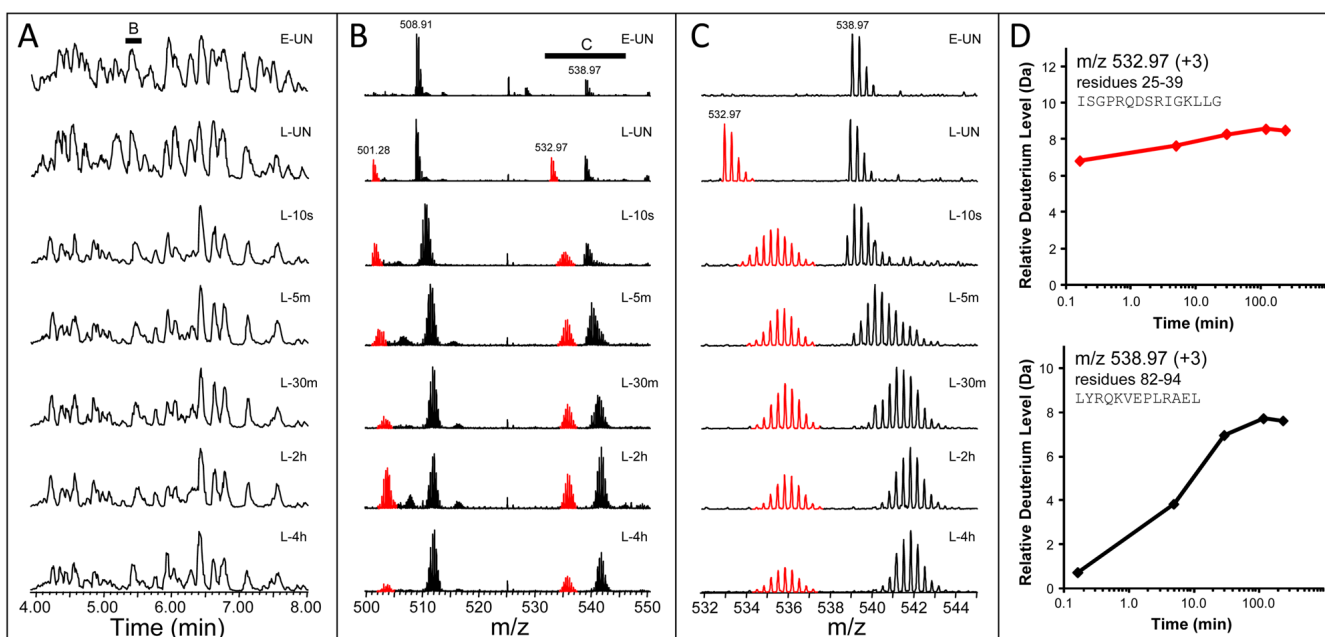 A
B
E-UN
L-UN
L-10s
L-5m
L-30m
L-2h
L-4h
4.00 5.00 6.00 7.00 8.00
Time (min)
B
508.91
E-UN
C
538.97
L-UN
501.28
532.97
L-10s
L-5m
L-30m
L-2h
L-4h
500 510 520 530 540 550
m/z
C
538.97
E-UN
532.97
L-UN
L-10s
L-5m
L-30m
L-2h
L-4h
532 534 536 538 540 542 544
m/z
D
Relative Deuterium Level (Da)
12
10
8
6
4
2
0
m/z 532.97 (+3)
residues 25-39
ISGPRQDSRIGKLLG
0.1 1.0 10.0 100.0
Time (min)
Relative Deuterium Level (Da)
10
8
6
4
2
0
m/z 538.97 (+3)
residues 82-94
LYRQKVEPLRAEL
0.1 1.0 10.0 100.0
Time (min)